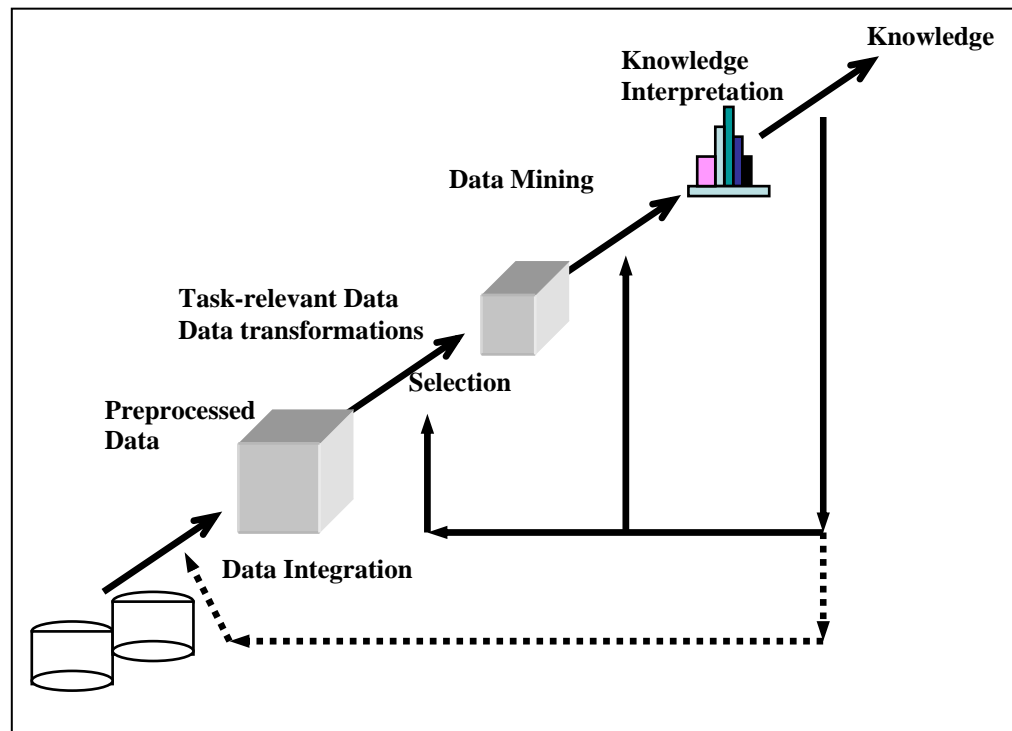 Knowledge
Knowledge
Interpretation
Data Mining
Task-relevant Data
Data transformations
Selection
Preprocessed
Data
Data Integration